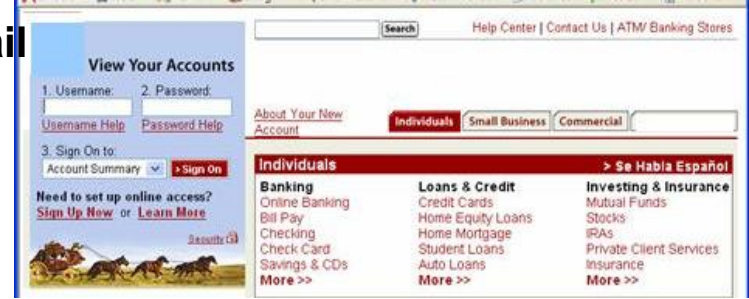 ail
Search
Help Center | Contact Us | ATM/ Banking Stores
View Your Accounts
1. Username: 2. Password:
Username Help Password Help
3. Sign On to:
Account Summary > Sign On
Need to set up online access?
Sign Up Now or Learn More
Security
About Your New Account
Individuals Small Business Commercial
Individuals > Se Habla Español
Banking
Online Banking
Bill Pay
Checking
Check Card
Savings & CDs
More >>
Loans & Credit
Credit Cards
Home Equity Loans
Home Mortgage
Student Loans
Auto Loans
More >>
Investing & Insurance
Mutual Funds
Stocks
IRAs
Private Client Services
Insurance
More >>